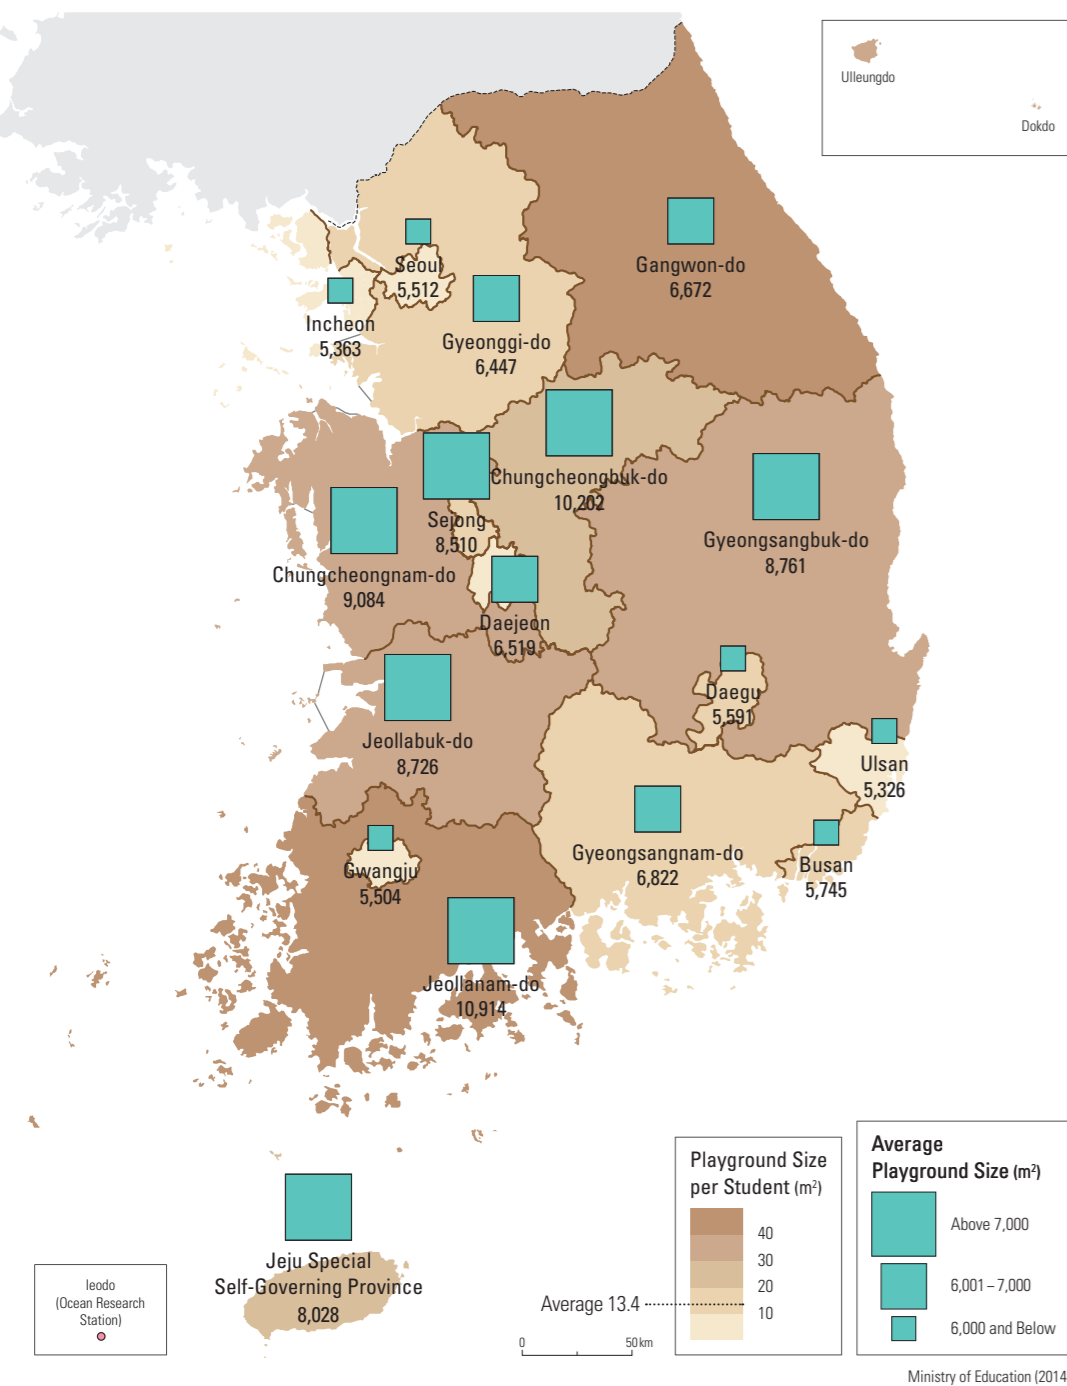 Ulleungdo
Dokdo
Seoul
5,512
Gangwon-do
6,672
Incheon
5,363
Gyeonggi-do
6,447
Chungcheongbuk-do
10,202
Sejong
8,510
Gyeongsangbuk-do
8,761
Chungcheongnam-do
9,084
Daejeon
6,519
Daegu
5,591
Jeollabuk-do
8,726
Ulsan
5,326
Gyeongsangnam-do
6,822
Busan
5,745
Gwangju
5,504
Jeollanam-do
10,914
Jeju Special
Self-Governing Province
8,028
Ieodo
(Ocean Research
Station)
Average 13.4
0 50 km
Playground Size
per Student (m²)
40
30
20
10
Average
Playground Size (m²)
Above 7,000
6,001 – 7,000
6,000 and Below
Ministry of Education (2014